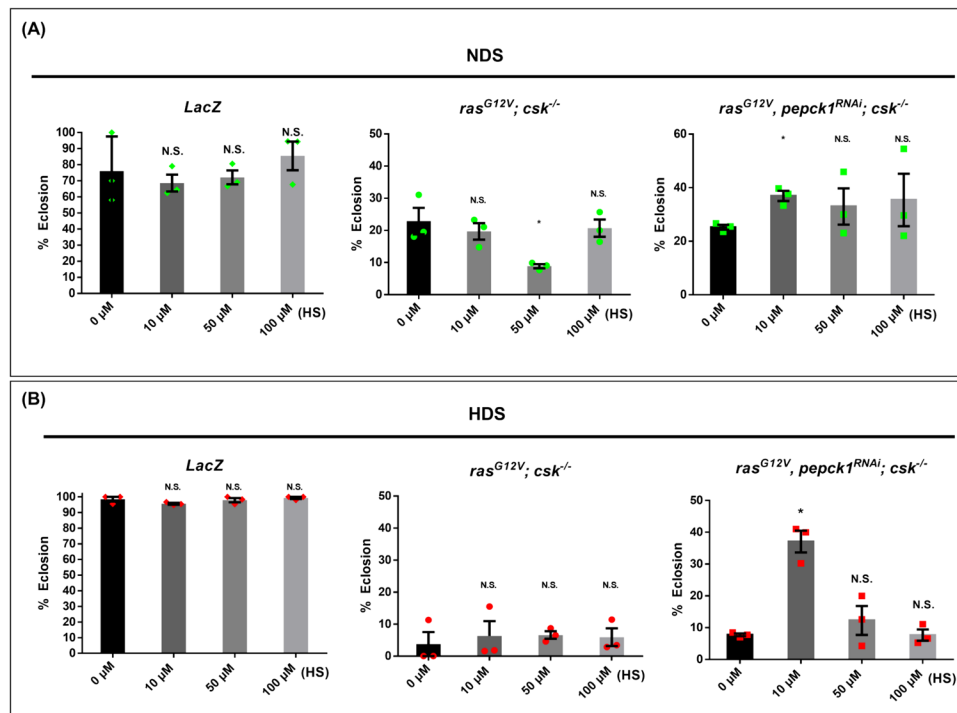 (A)
NDS
LacZ
% Eclosion
100
90
80
70
60
50
40
30
20
10
0
N.S.
N.S.
N.S.
0 µM
10 µM
50 µM
100 µM
(HS)
ras^G12V; csk^-/-
% Eclosion
50
40
30
20
10
0
N.S.
*
N.S.
0 µM
10 µM
50 µM
100 µM
(HS)
ras^G12V, pepck1^RNAi; csk^-/-
% Eclosion
60
40
20
0
*
N.S.
N.S.
0 µM
10 µM
50 µM
100 µM
(HS)
(B)
HDS
LacZ
% Eclosion
100
90
80
70
60
50
40
30
20
10
0
N.S.
N.S.
N.S.
0 µM
10 µM
50 µM
100 µM
(HS)
ras^G12V; csk^-/-
% Eclosion
50
40
30
20
10
0
N.S.
N.S.
N.S.
0 µM
10 µM
50 µM
100 µM
(HS)
ras^G12V, pepck1^RNAi; csk^-/-
% Eclosion
50
40
30
20
10
0
*
N.S.
N.S.
0 µM
10 µM
50 µM
100 µM
(HS)